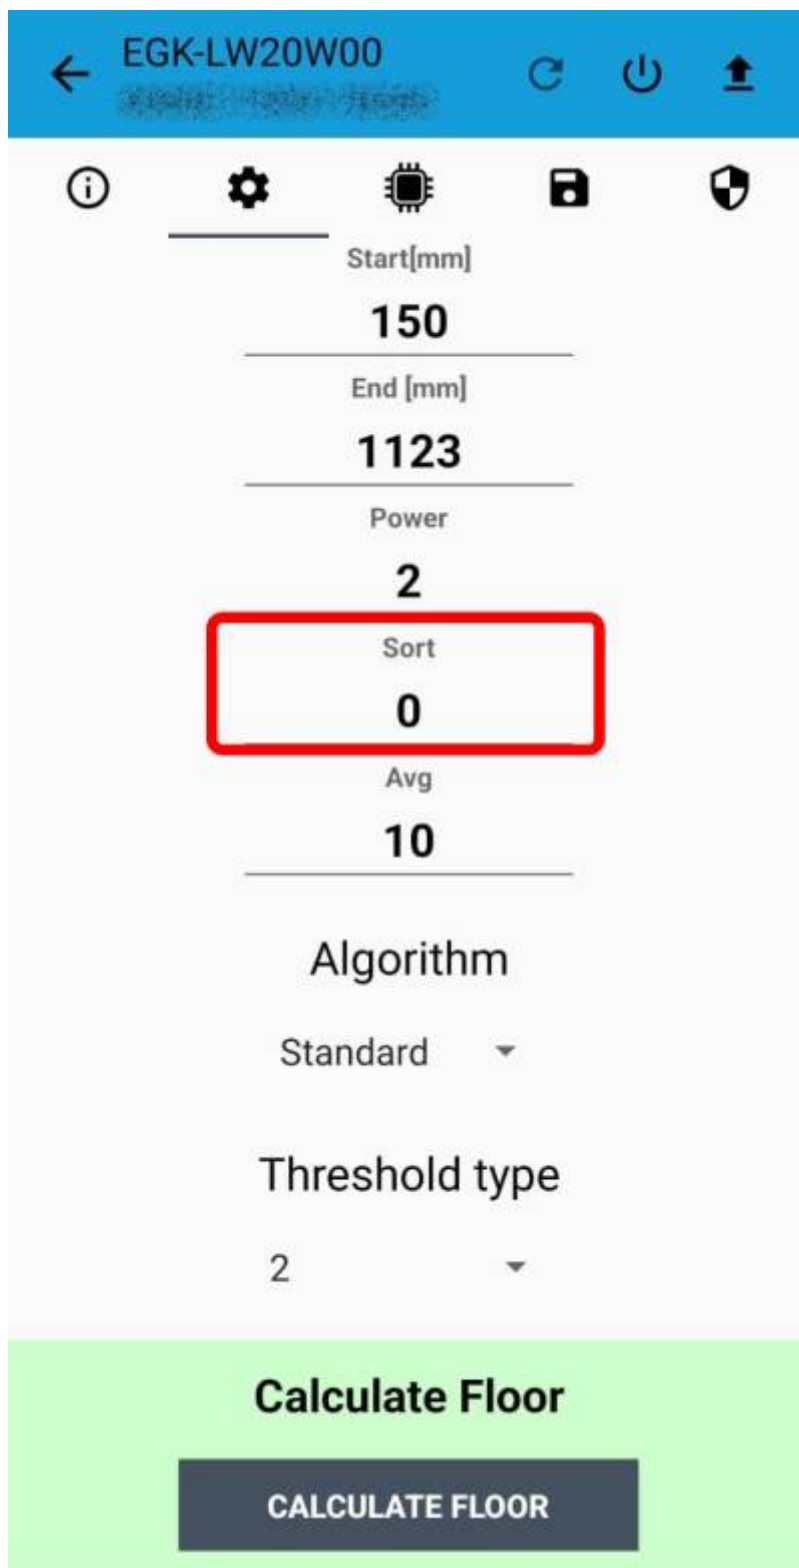 EGK-LW20W00
Start[mm]
150
End [mm]
1123
Power
2
Sort
0
Avg
10
Algorithm
Standard
Threshold type
2
Calculate Floor
CALCULATE FLOOR